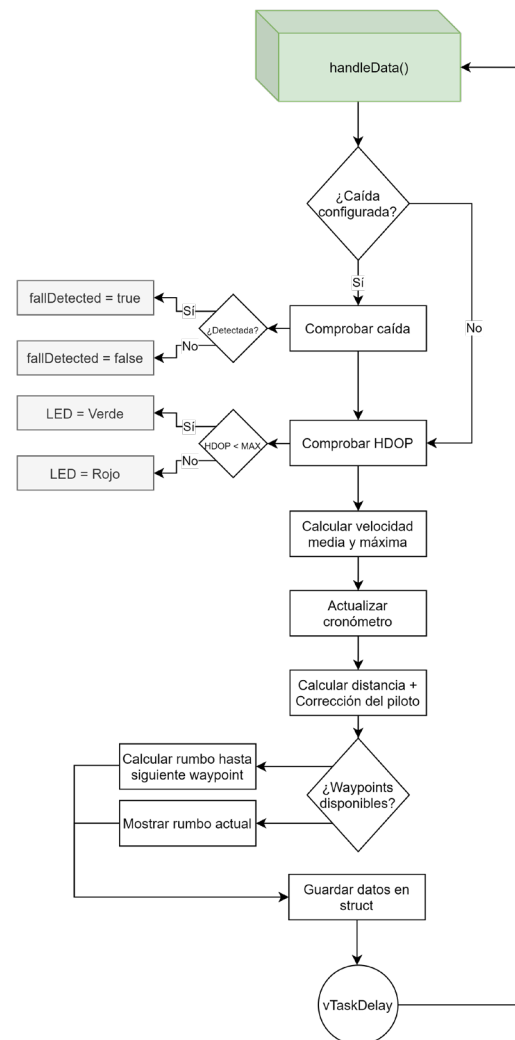 handleData()
¿Caída
configurada?
Sí
No
Comprobar caída
¿Detectada?
Sí
No
fallDetected = true
fallDetected = false
Comprobar HDOP
HDOP < MAX
Sí
No
LED = Verde
LED = Rojo
Calcular velocidad
media y máxima
Actualizar
cronómetro
Calcular distancia +
Corrección del piloto
¿Waypoints
disponibles?
Calcular rumbo hasta
siguiente waypoint
Mostrar rumbo actual
Guardar datos en
struct
vTaskDelay